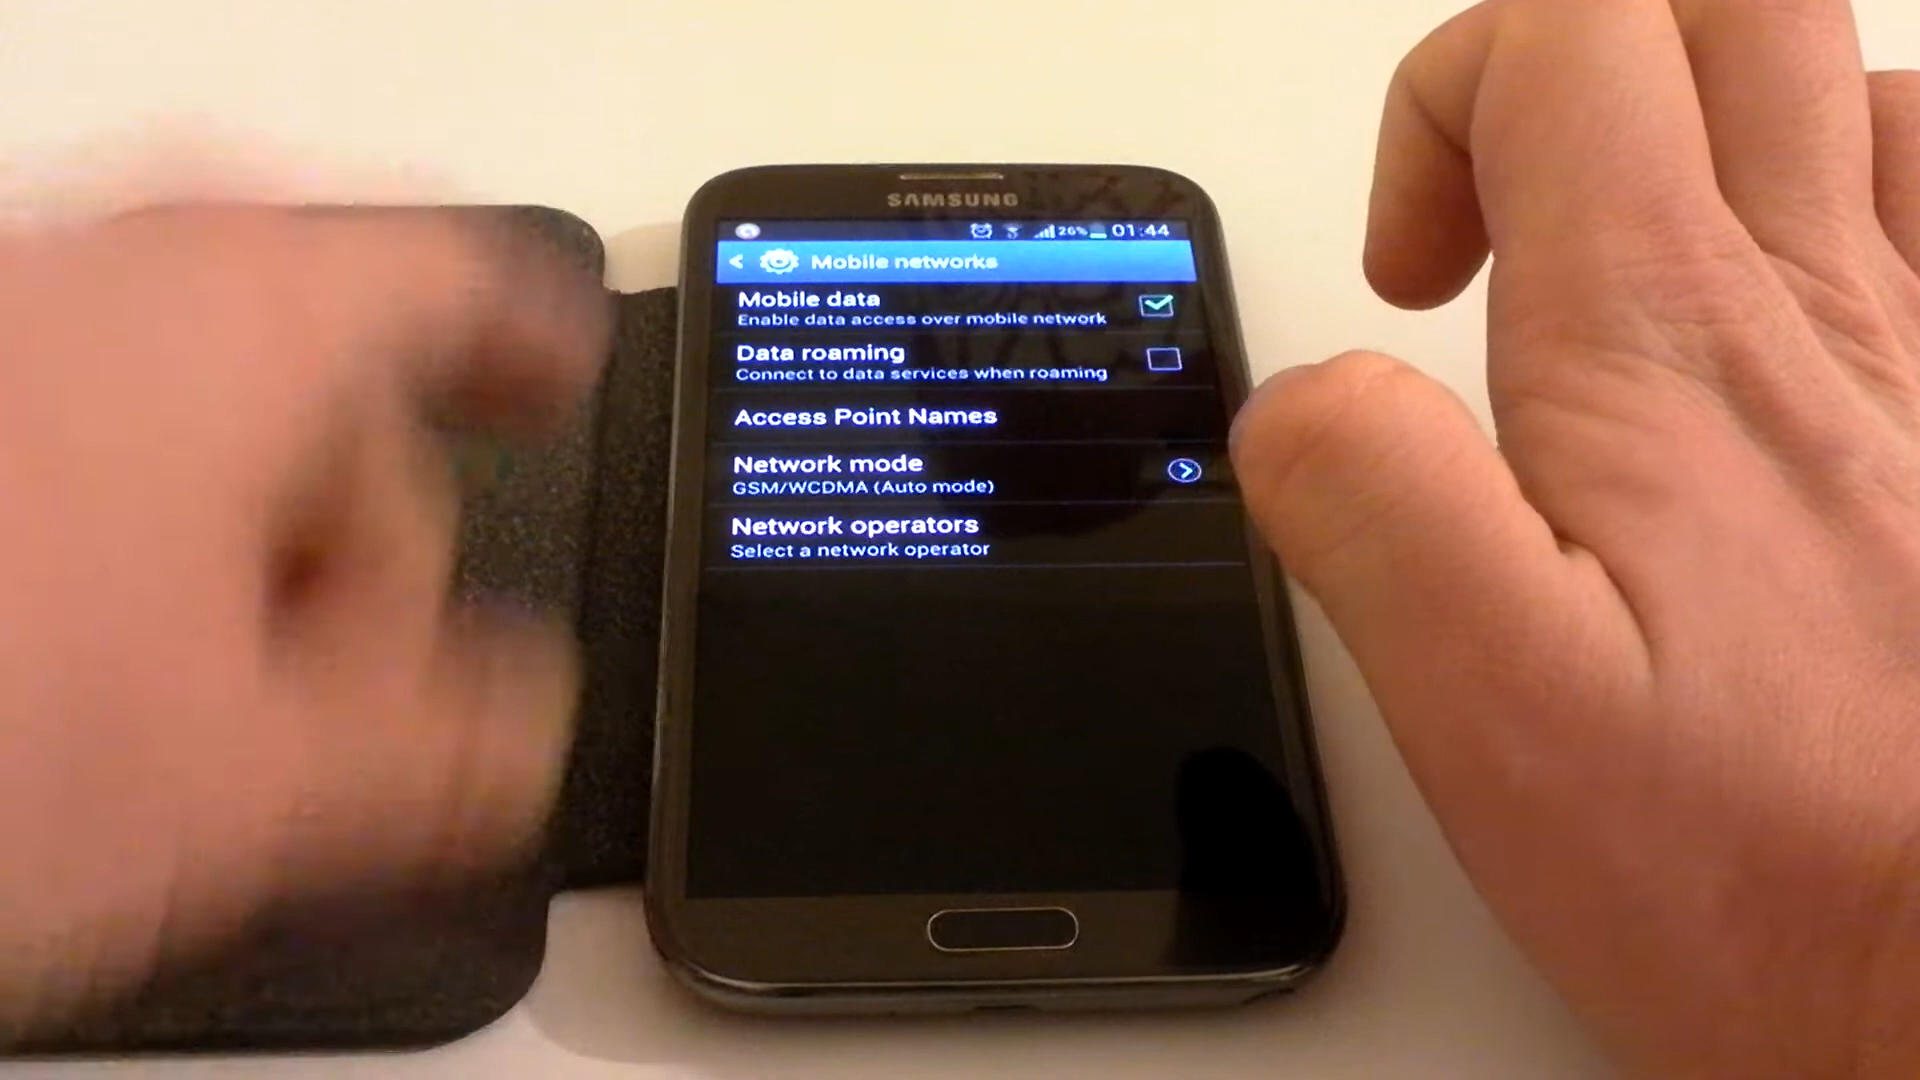 SAMSUNG
26% 01:44
< Mobile networks
Mobile data
Enable data access over mobile network
Data roaming
Connect to data services when roaming
Access Point Names
Network mode
GSM/WCDMA (Auto mode)
Network operators
Select a network operator